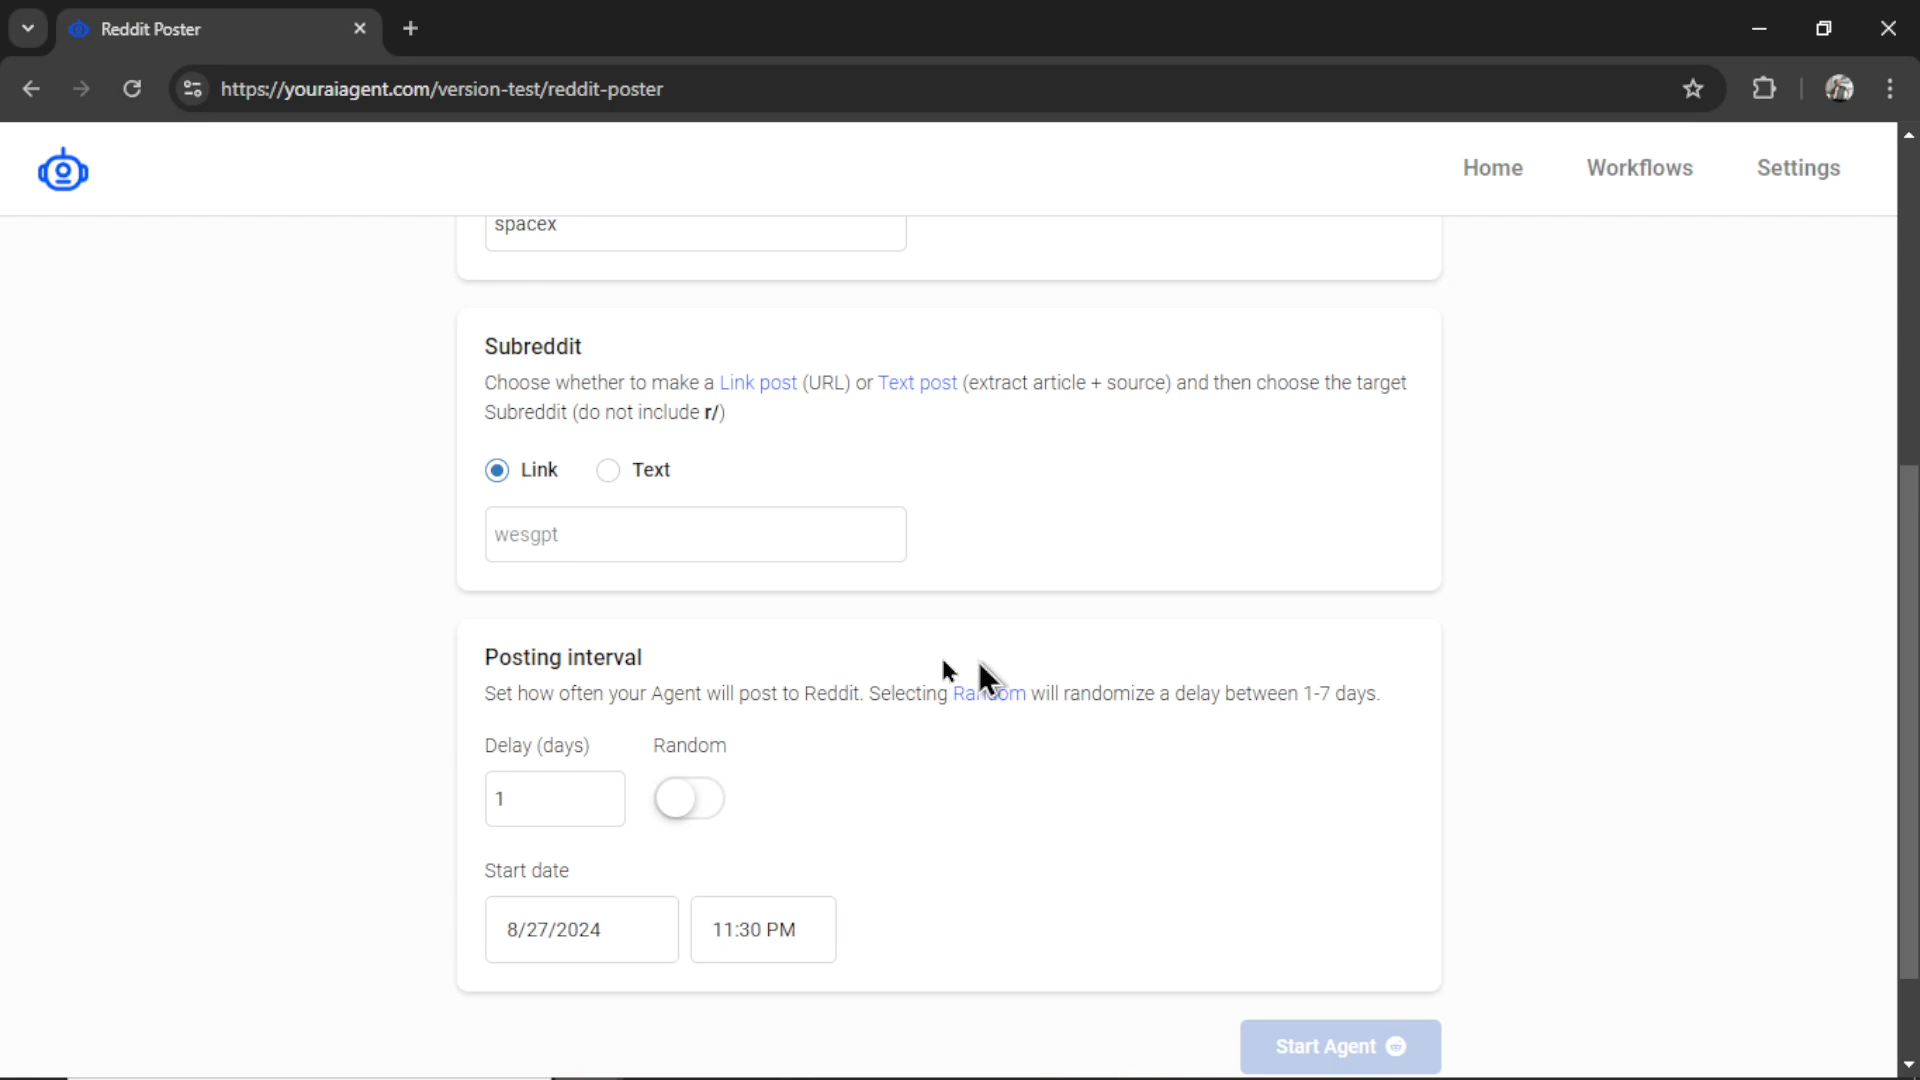 Reddit Poster
https://youraiagent.com/version-test/reddit-poster
Home Workflows Settings
spacex
Subreddit
Choose whether to make a Link post (URL) or Text post (extract article + source) and then choose the target
Subreddit (do not include r/)
Link Text
wesgpt
Posting interval
Set how often your Agent will post to Reddit. Selecting Random will randomize a delay between 1-7 days.
Delay (days) Random
1
Start date
8/27/2024 11:30 PM
Start Agent